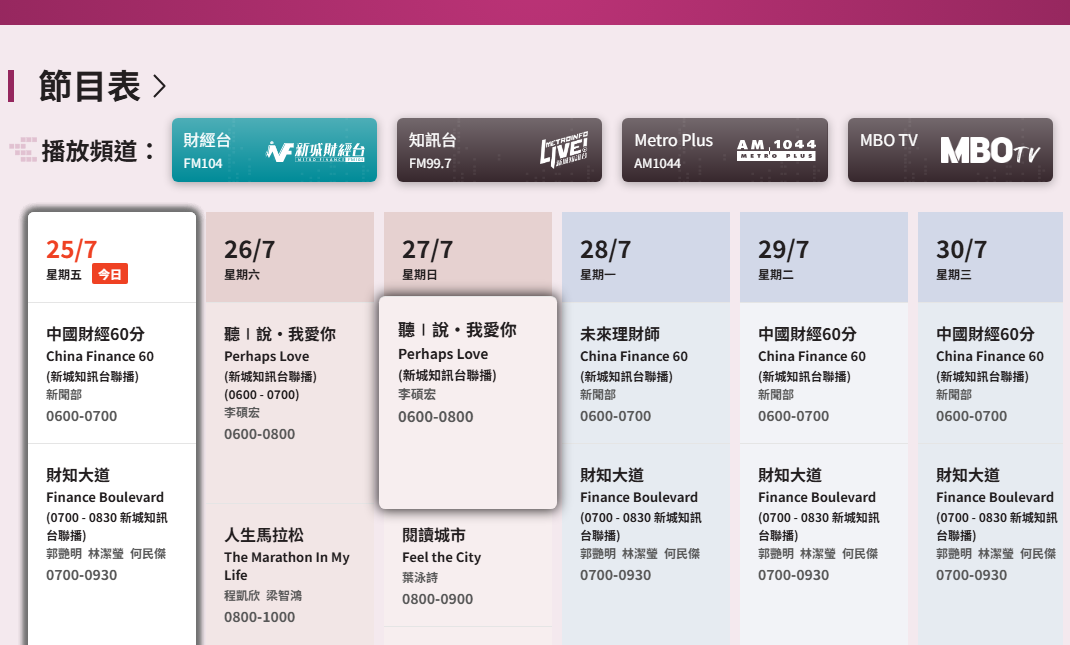 節目表
播放頻道：
財經台
FM104
新城財經台
METRO FINANCE FM104
知訊台
FM99.7
METROINFO
LIVE!
新城知訊台
Metro Plus
AM1044
AM 1044
METRO PLUS
MBO TV
MBO TV
25/7
星期五 今日
中國財經60分
China Finance 60
(新城知訊台聯播)
新聞部
0600-0700
財知大道
Finance Boulevard
(0700 - 0830 新城知訊
台聯播)
郭艷明 林潔瑩 何民傑
0700-0930
26/7
星期六
聽︱說・我愛你
Perhaps Love
(新城知訊台聯播)
(0600 - 0700)
李碩宏
0600-0800
人生馬拉松
The Marathon In My
Life
程凱欣 梁智鴻
0800-1000
27/7
星期日
聽︱說・我愛你
Perhaps Love
(新城知訊台聯播)
李碩宏
0600-0800
閱讀城市
Feel the City
葉泳詩
0800-0900
28/7
星期一
未來理財師
China Finance 60
(新城知訊台聯播)
新聞部
0600-0700
財知大道
Finance Boulevard
(0700 - 0830 新城知訊
台聯播)
郭艷明 林潔瑩 何民傑
0700-0930
29/7
星期二
中國財經60分
China Finance 60
(新城知訊台聯播)
新聞部
0600-0700
財知大道
Finance Boulevard
(0700 - 0830 新城知訊
台聯播)
郭艷明 林潔瑩 何民傑
0700-0930
30/7
星期三
中國財經60分
China Finance 60
(新城知訊台聯播)
新聞部
0600-0700
財知大道
Finance Boulevard
(0700 - 0830 新城知訊
台聯播)
郭艷明 林潔瑩 何民傑
0700-0930